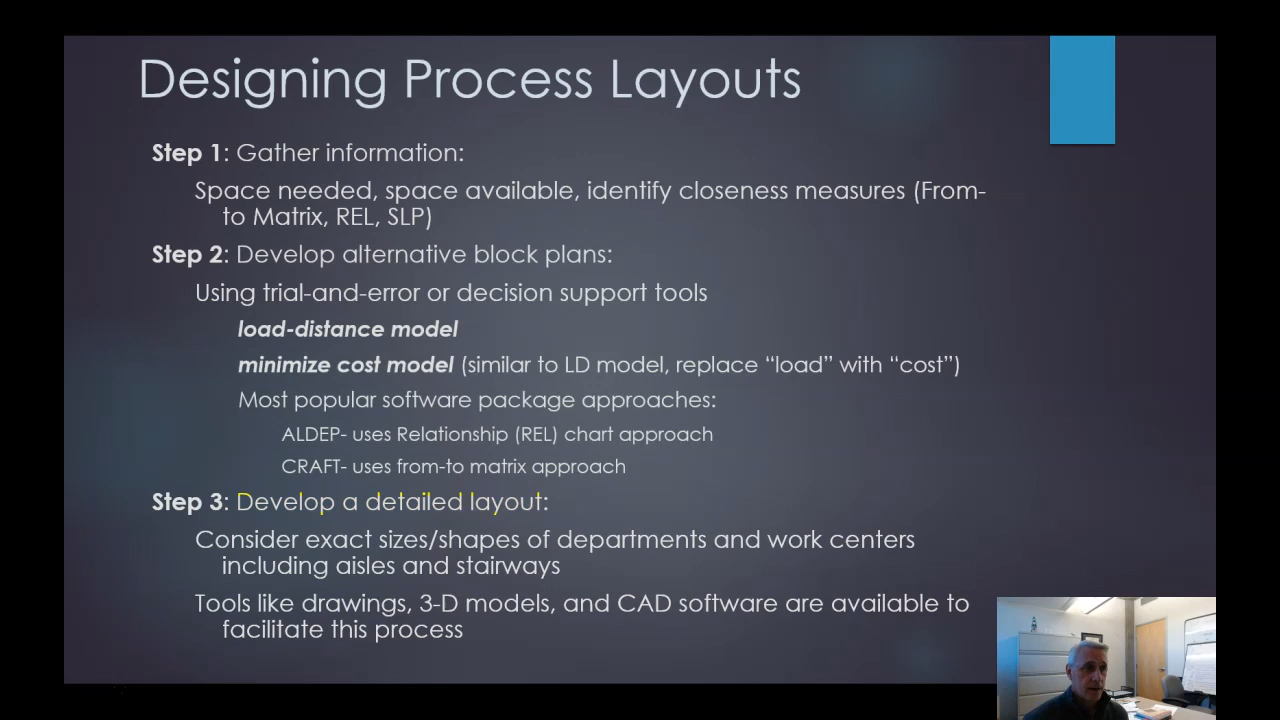 Designing Process Layouts
Step 1: Gather information:
Space needed, space available, identify closeness measures (From-
to Matrix, REL, SLP)
Step 2: Develop alternative block plans:
Using trial-and-error or decision support tools
load-distance model
minimize cost model (similar to LD model, replace “load” with “cost”)
Most popular software package approaches:
ALDEP- uses Relationship (REL) chart approach
CRAFT- uses from-to matrix approach
Step 3: Develop a detailed layout:
Consider exact sizes/shapes of departments and work centers
including aisles and stairways
Tools like drawings, 3-D models, and CAD software are available to
facilitate this process